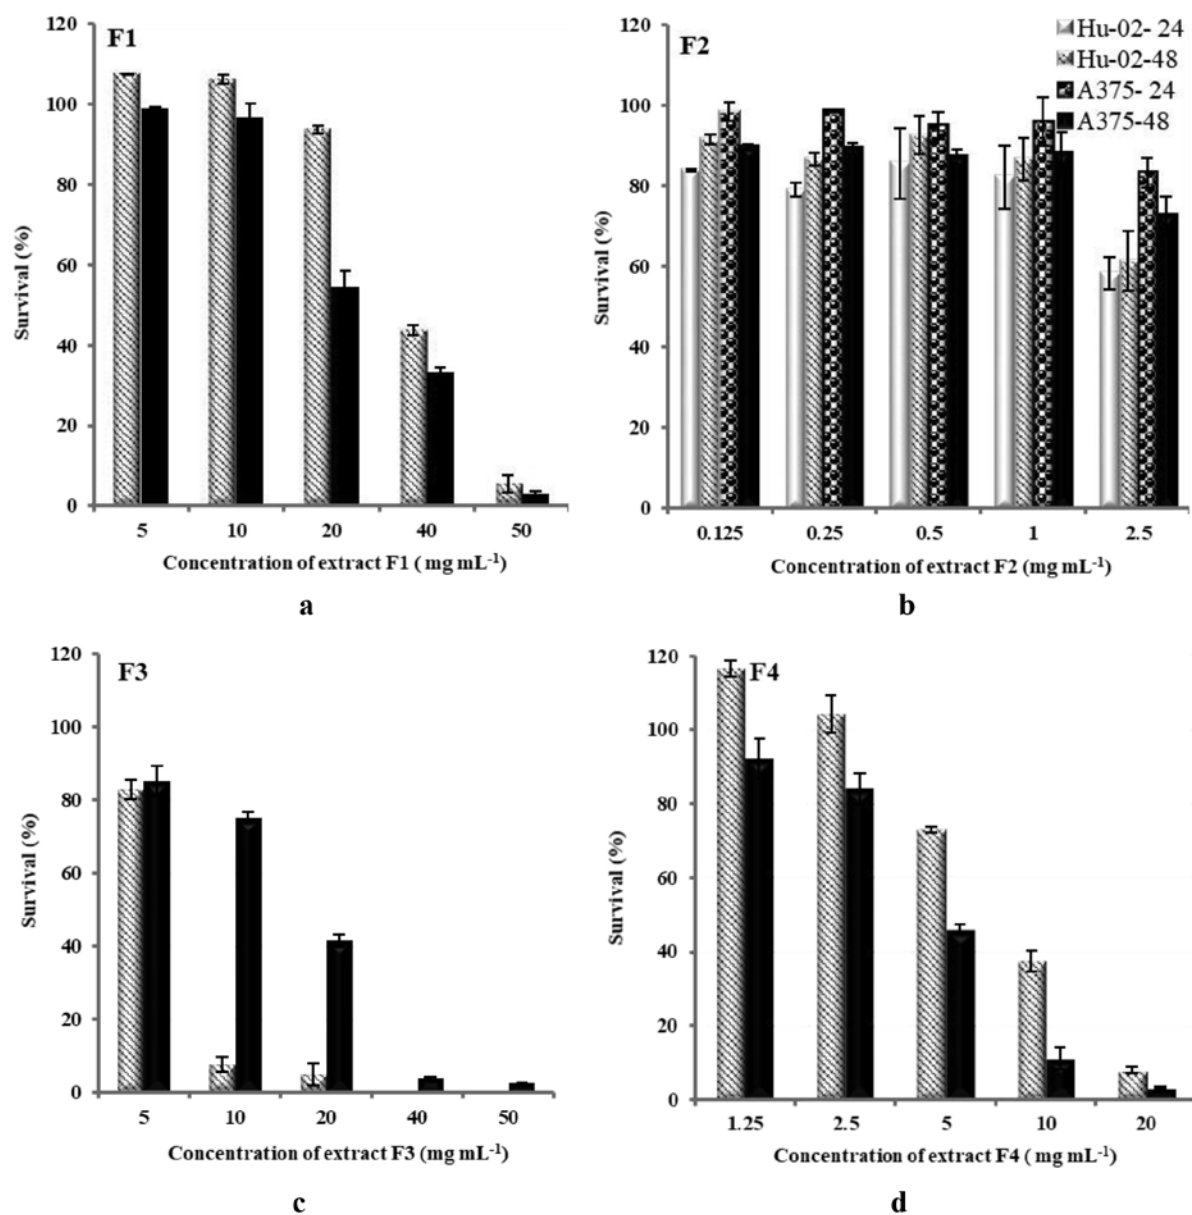 F1
120
100
80
60
40
20
0
Survival (%)
5 10 20 40 50
Concentration of extract F1 ( mg mL-1)
a
F2
Hu-02- 24
Hu-02-48
A375- 24
A375-48
120
100
80
60
40
20
0
Survival (%)
0.125 0.25 0.5 1 2.5
Concentration of extract F2 (mg mL-1)
b
F3
120
100
80
60
40
20
0
Survival (%)
5 10 20 40 50
Concentration of extract F3 (mg mL-1)
c
F4
120
100
80
60
40
20
0
Survival (%)
1.25 2.5 5 10 20
Concentration of extract F4 ( mg mL-1)
d